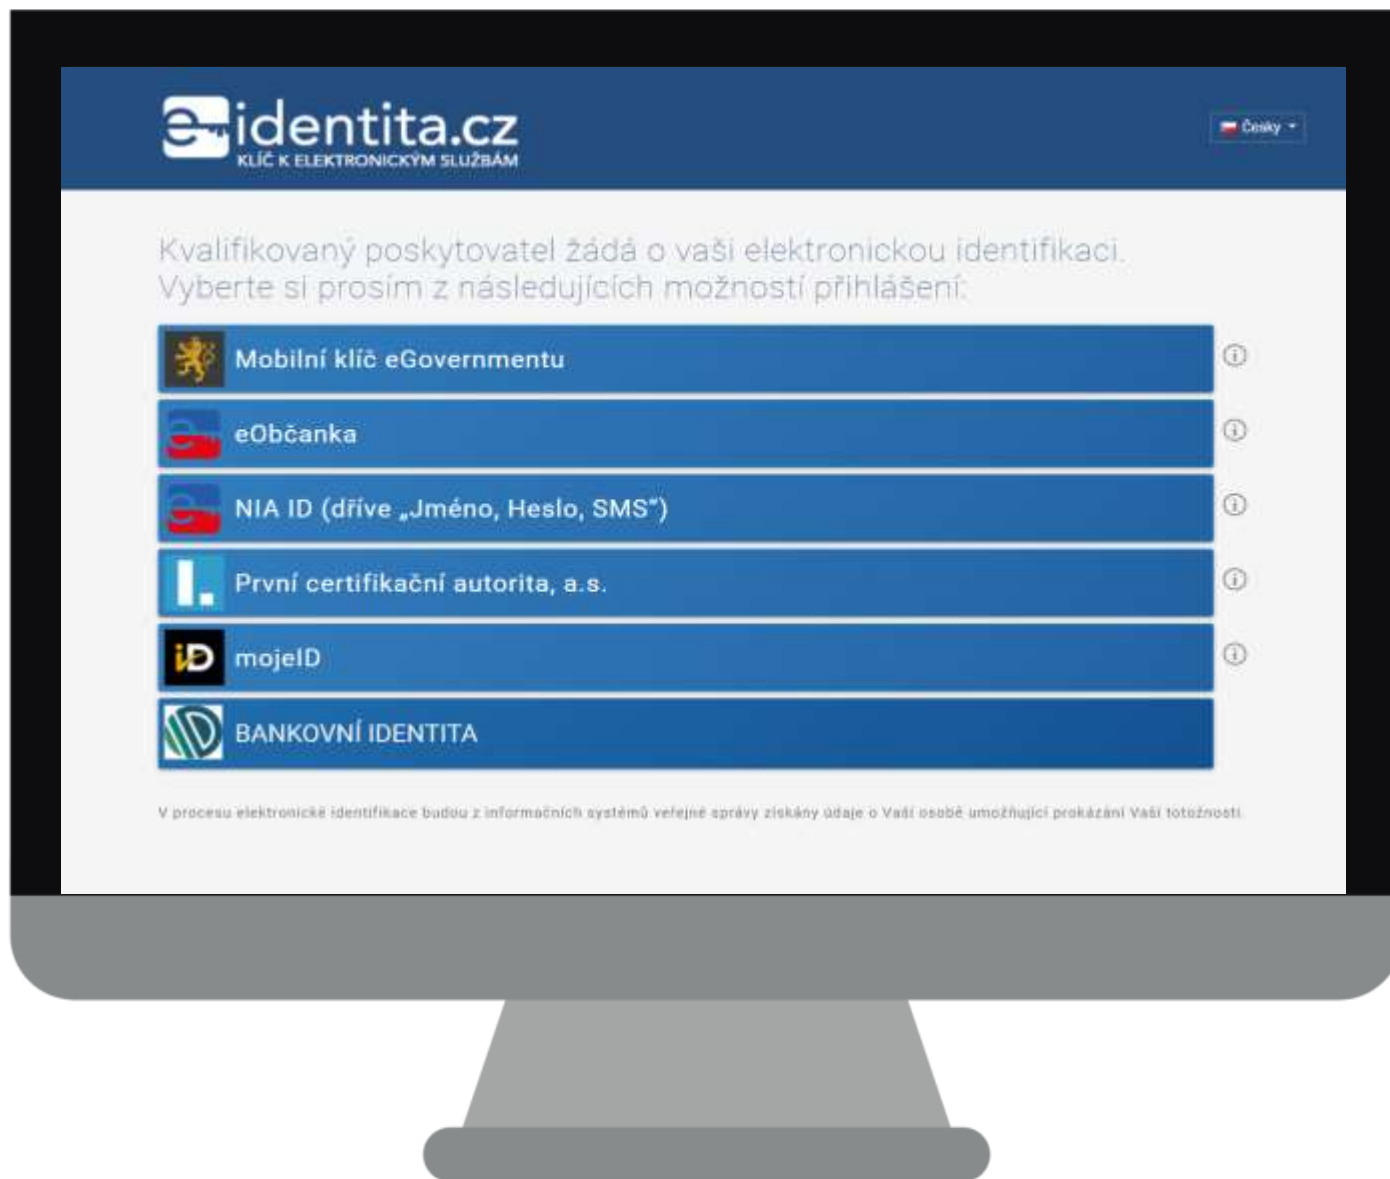 identita.cz
KLÍČ K ELEKTRONICKÝM SLUŽBÁM
Česky
Kvalifikovaný poskytovatel žádá o vaši elektronickou identifikaci.
Vyberte si prosím z následujících možností přihlášení:
Mobilní klíč eGovernmentu
eObčanka
NIA ID (dříve „Jméno, Heslo, SMS“)
I. První certifikační autorita, a.s.
iD mojeID
BANKOVNÍ IDENTITA
V procesu elektronické identifikace budou z informačních systémů veřejné správy získány údaje o Vaší osobě umožňující prokázání Vaší totožnosti.